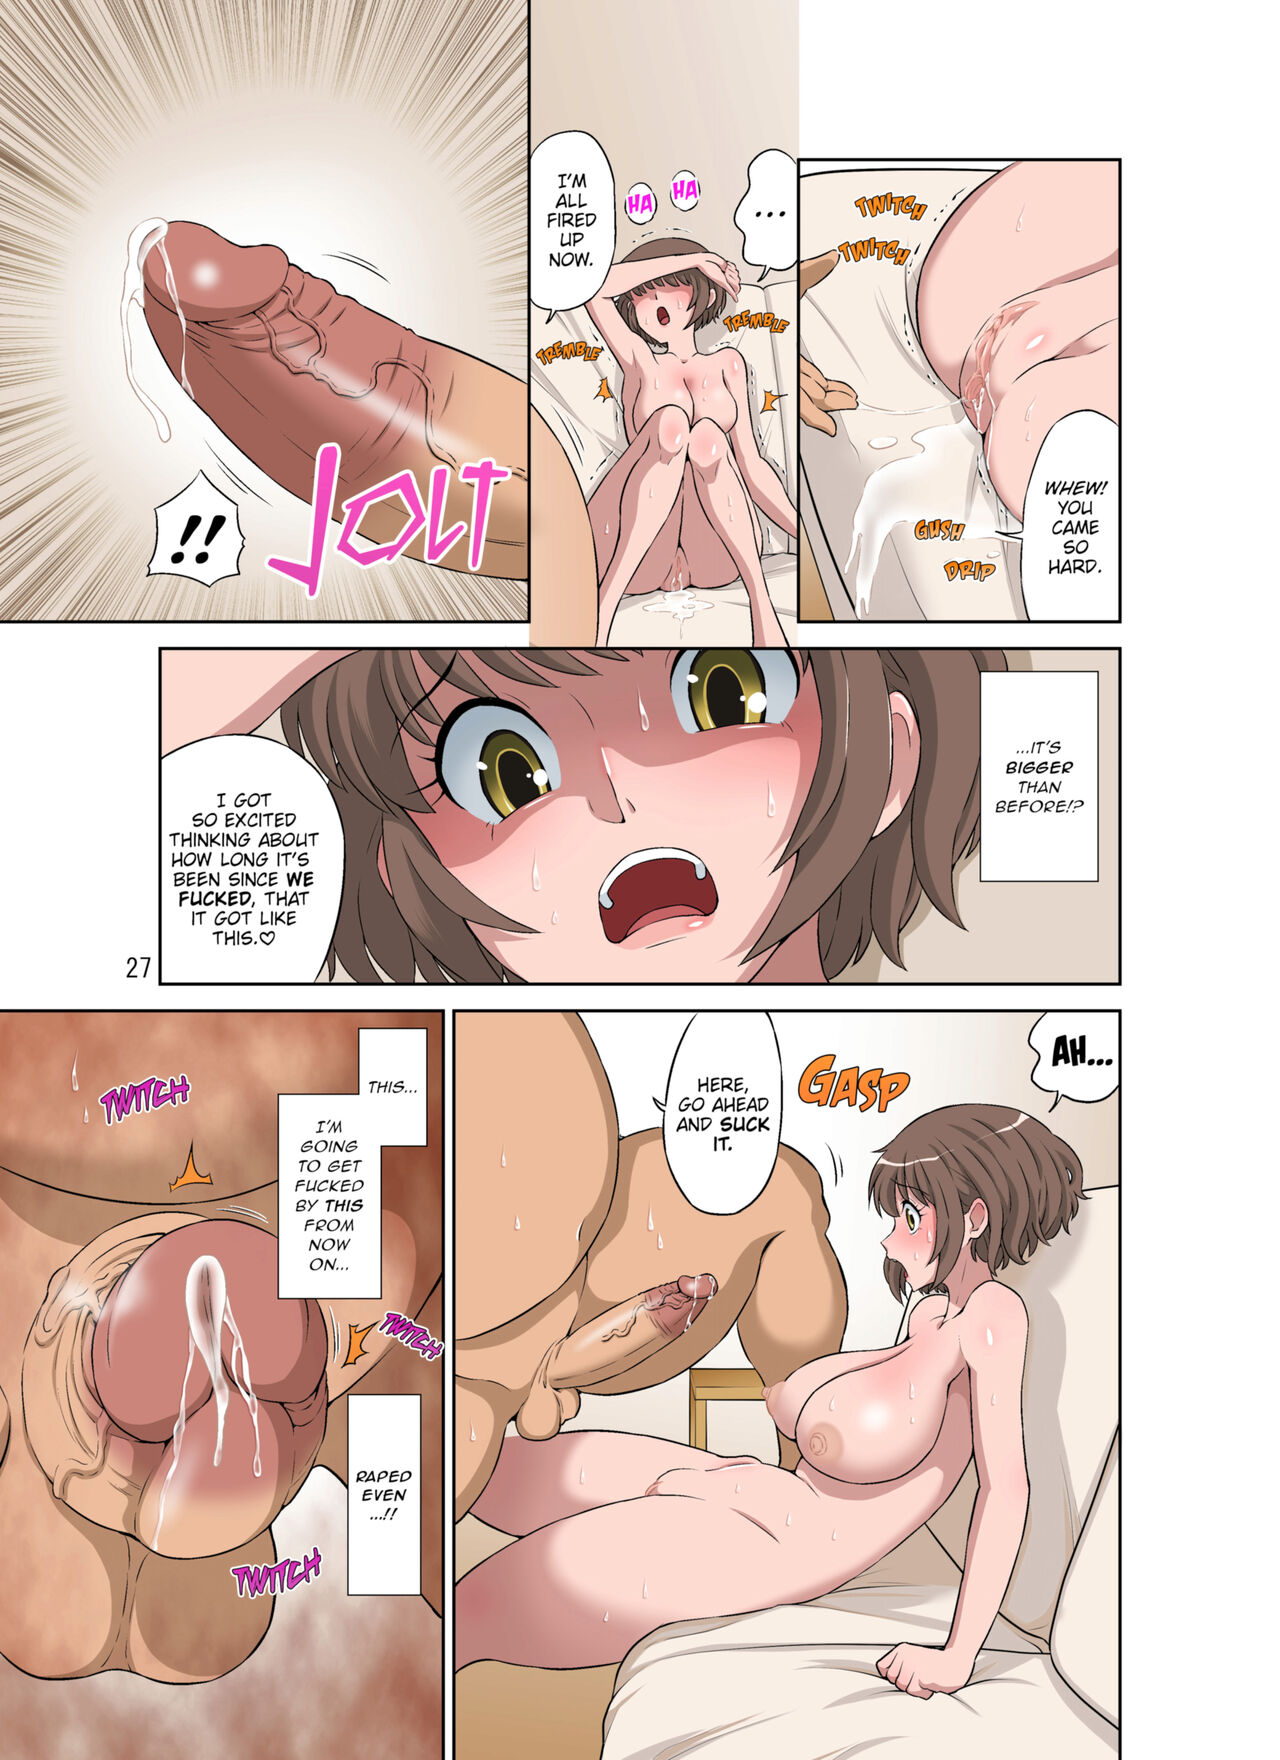 TWITCH
TWITCH
WHEW!
YOU
CAME
SO
HARD.
GUSH
DRIP
...
HA
HA
I'M
ALL
FIRED
UP
NOW.
TREMBLE
TREMBLE
!!
JOLT
...IT'S
BIGGER
THAN
BEFORE!?
I GOT
SO EXCITED
THINKING ABOUT
HOW LONG IT'S
BEEN SINCE WE
FUCKED, THAT
IT GOT LIKE
THIS.♡
27
AH...
GASP
HERE,
GO AHEAD
AND SUCK
IT.
THIS...
I'M
GOING
TO GET
FUCKED
BY THIS
FROM
NOW
ON...
TWITCH
TWITCH
RAPED
EVEN
...!!
TWITCH